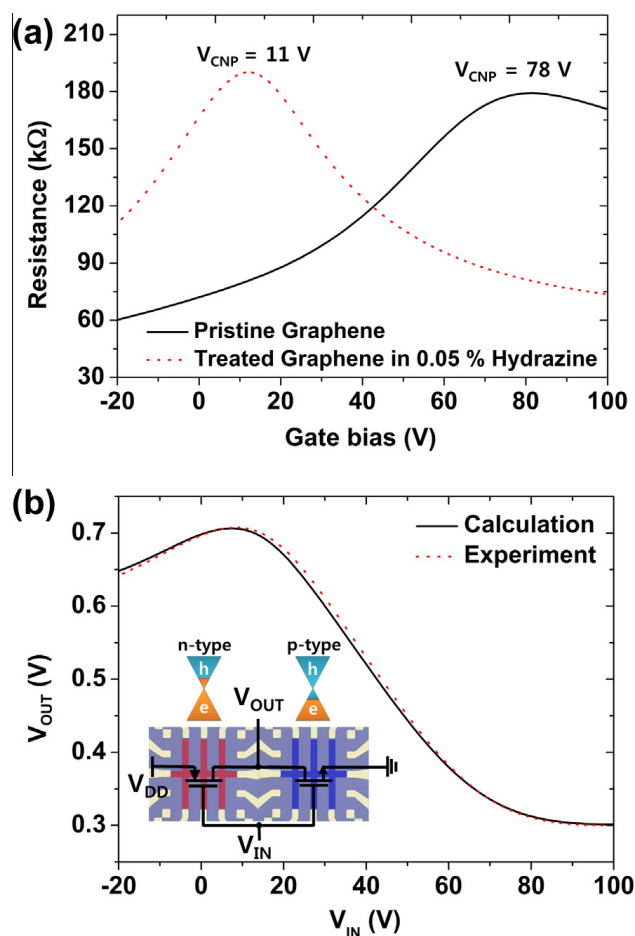 (a)
V_CNP = 11 V
V_CNP = 78 V
Resistance (kΩ)
210
180
150
120
90
60
30
Pristine Graphene
Treated Graphene in 0.05 % Hydrazine
-20 0 20 40 60 80 100
Gate bias (V)
(b)
V_OUT (V)
0.7
0.6
0.5
0.4
0.3
Calculation
Experiment
n-type
p-type
h
h
e
e
V_OUT
V_DD
V_IN
-20 0 20 40 60 80 100
V_IN (V)